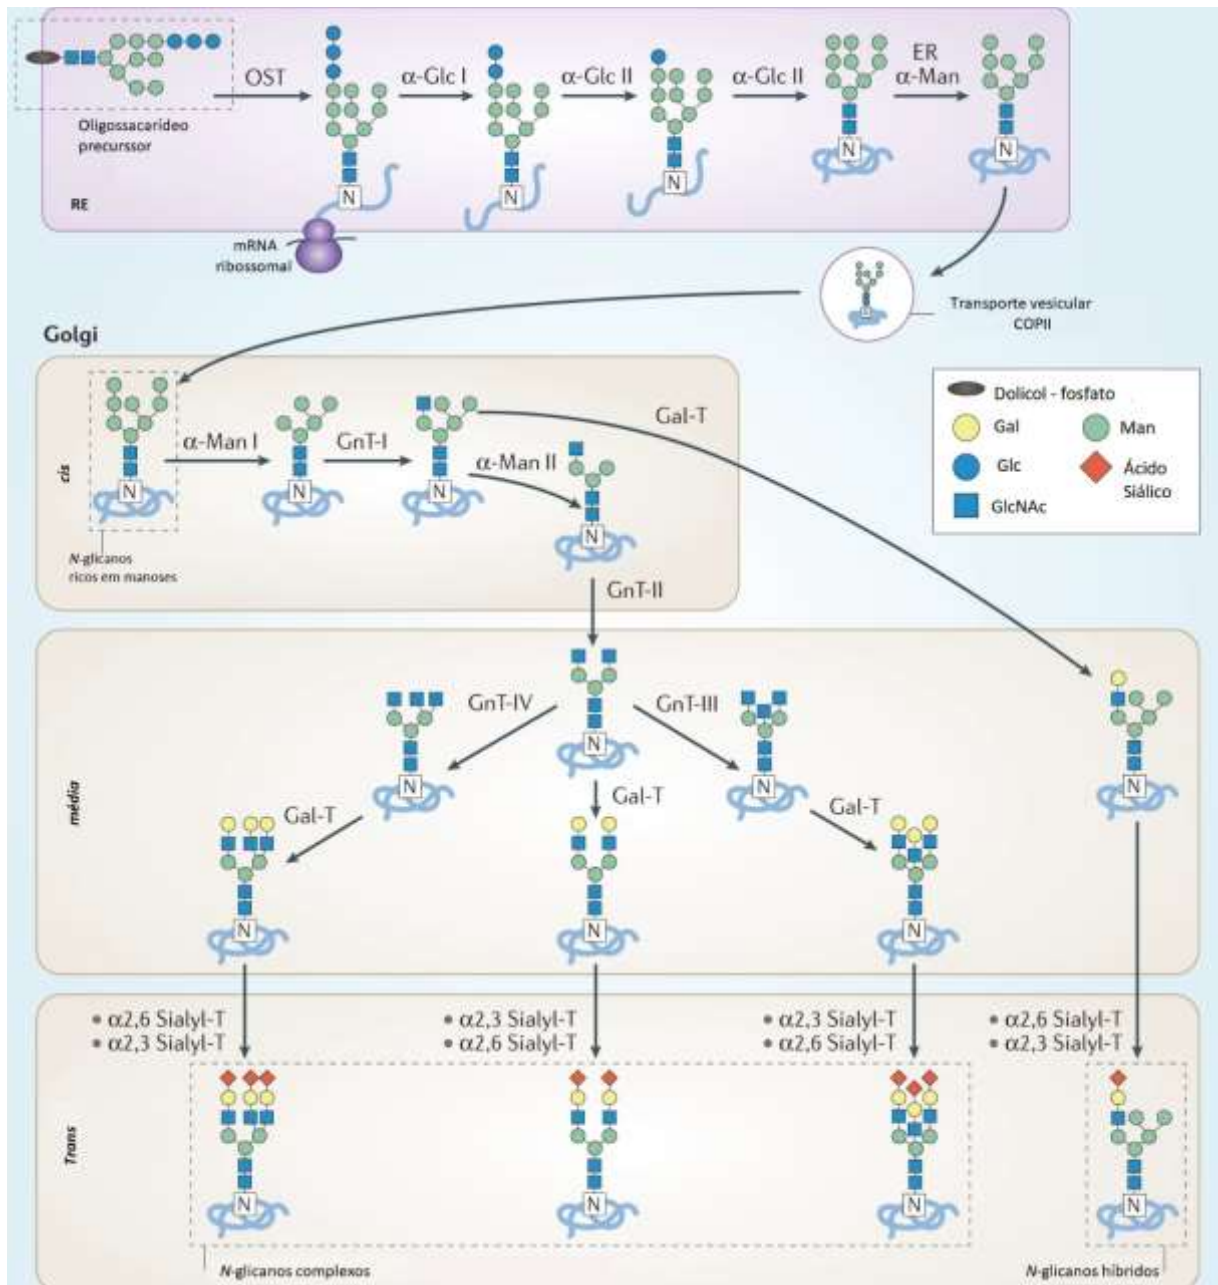 OST
α-Glc I
α-Glc II
α-Glc II
ER
α-Man
Oligossacarídeo
precurssor
N
N
N
N
N
RE
mRNA
ribossomal
N
Transporte vesicular
COPII
Golgi
cis
α-Man I
GnT-I
α-Man II
Gal-T
N
N
N
N
N-glicanos
ricos em manoses
Dolicol - fosfato
Gal
Man
Glc
Ácido
Siálico
GlcNAc
GnT-II
média
GnT-IV
GnT-III
N
N
N
N
Gal-T
Gal-T
Gal-T
N
N
N
Trans
• α2,6 Sialyl-T
• α2,3 Sialyl-T
• α2,3 Sialyl-T
• α2,6 Sialyl-T
• α2,3 Sialyl-T
• α2,6 Sialyl-T
• α2,6 Sialyl-T
• α2,3 Sialyl-T
N
N
N
N
N-glicanos complexos
N-glicanos híbridos